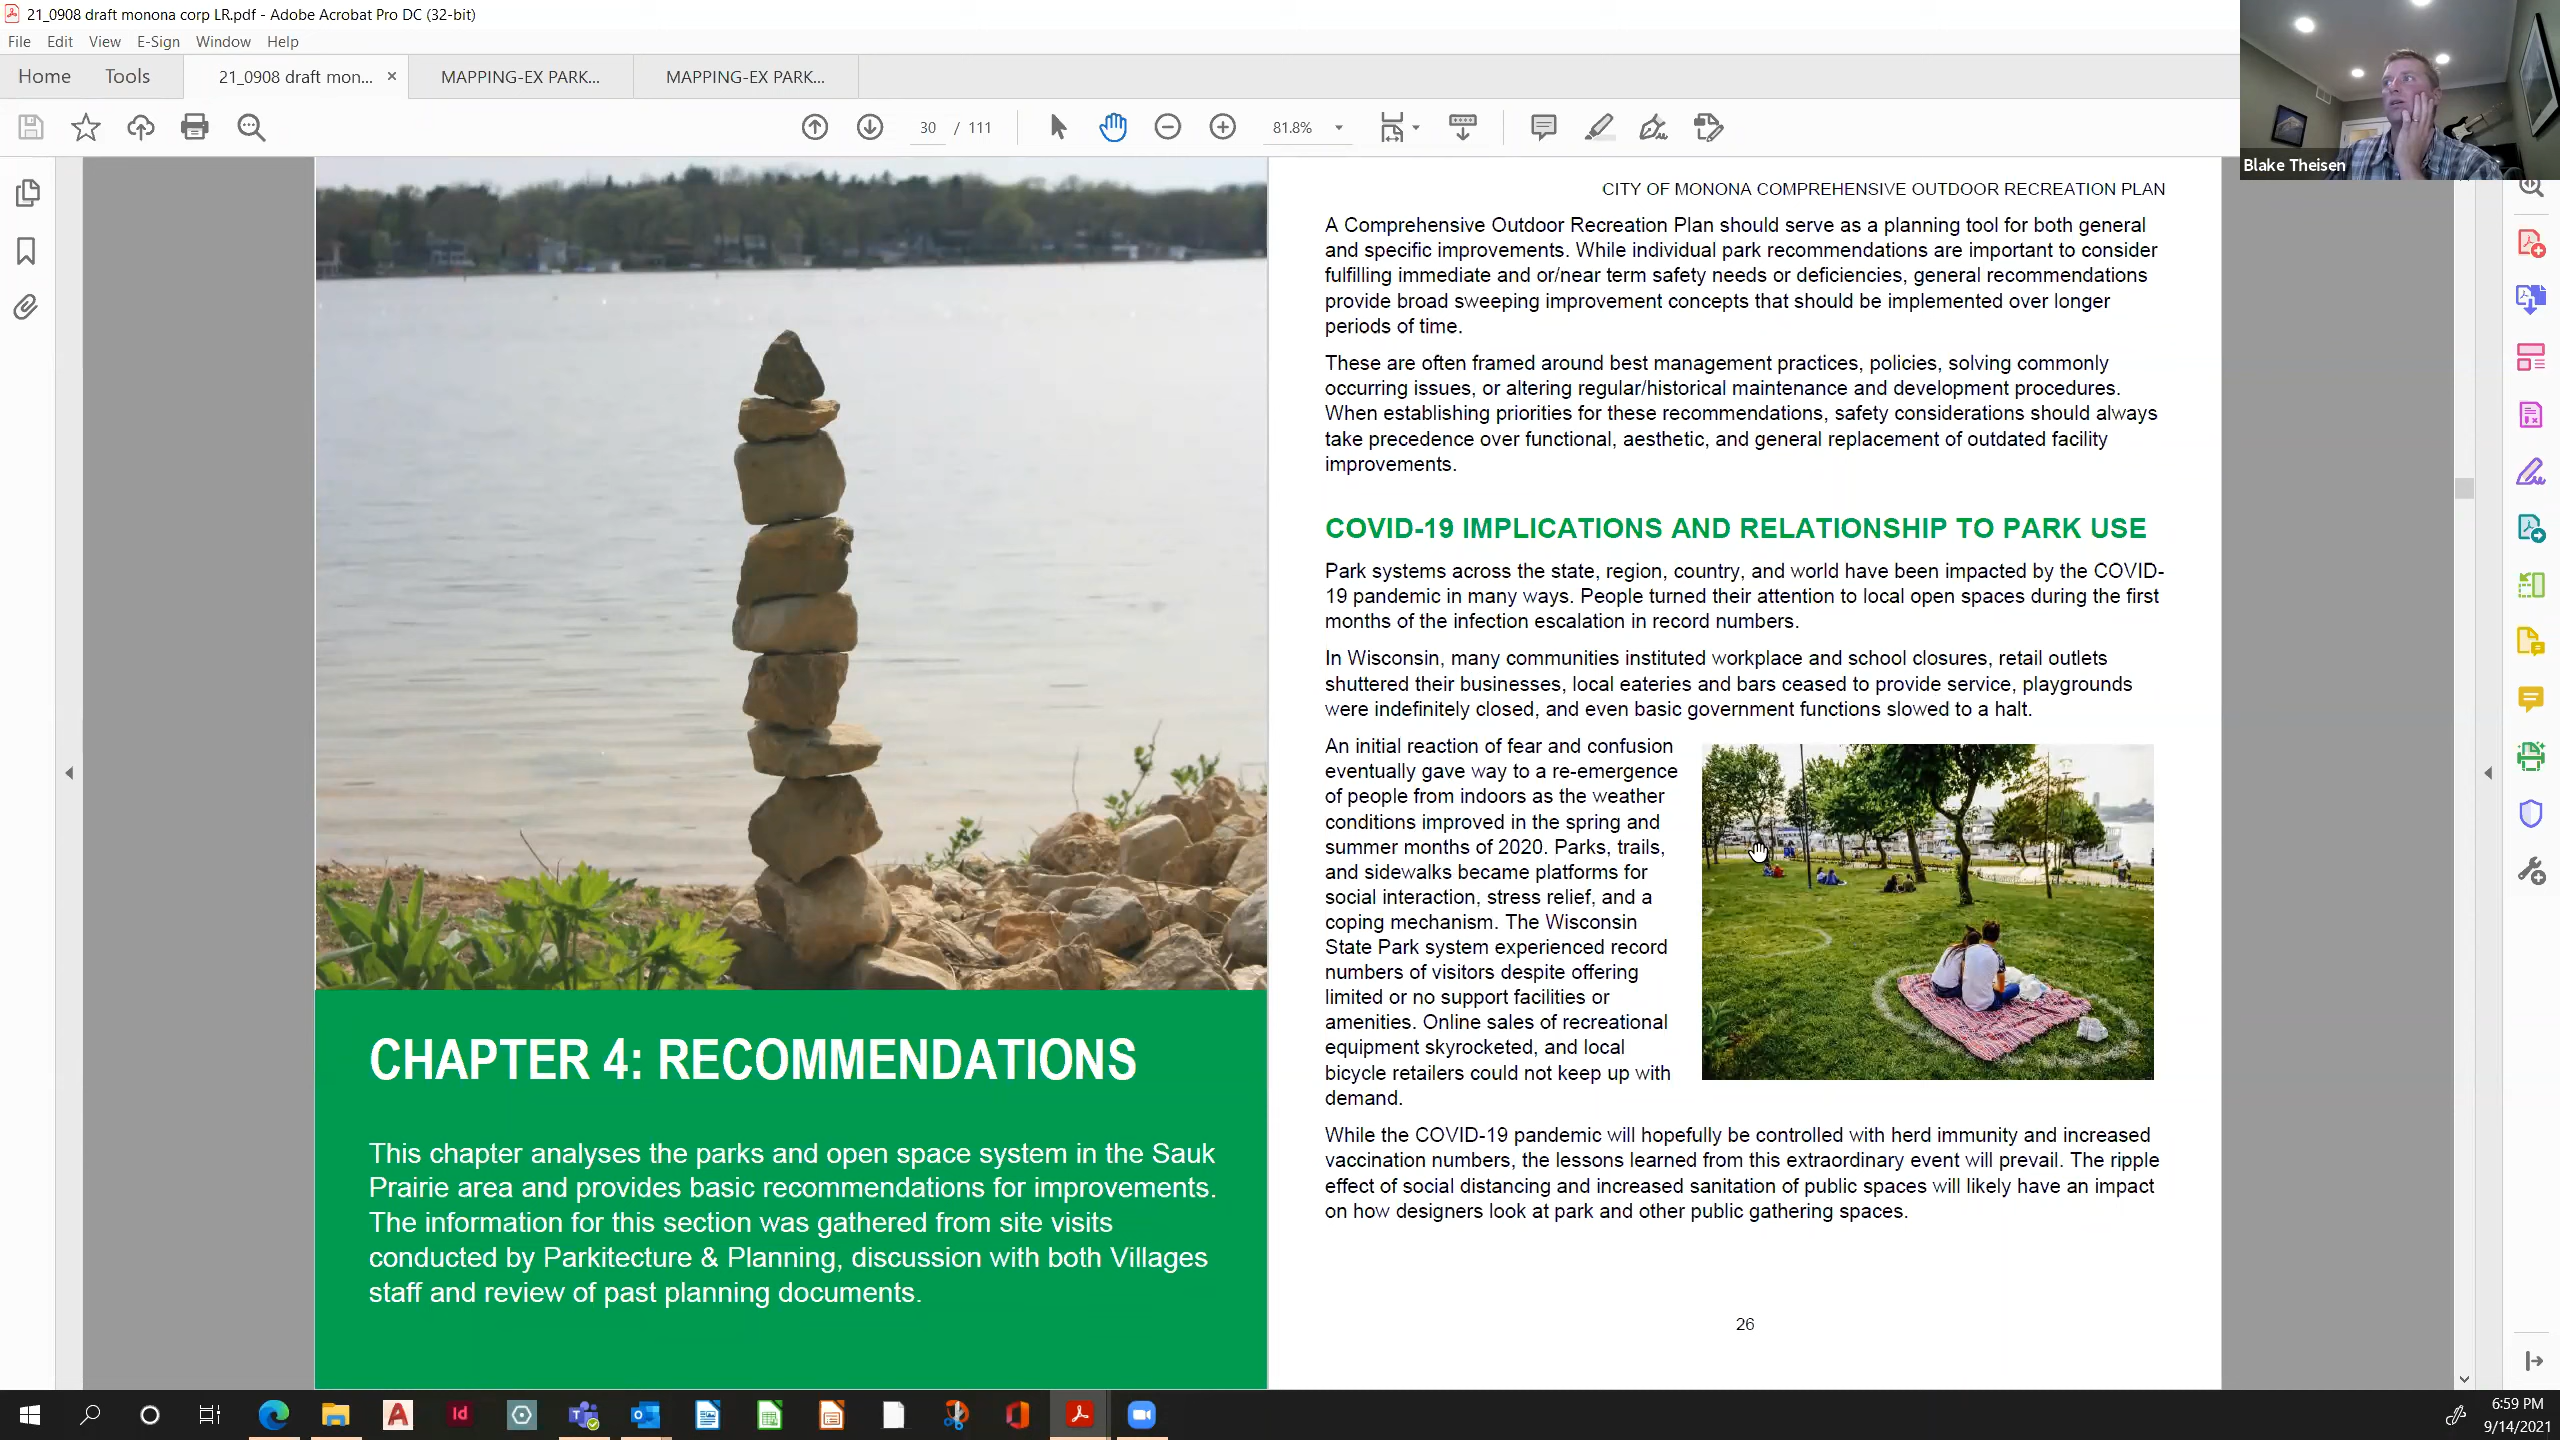 21_0908 draft monona corp LR.pdf - Adobe Acrobat Pro DC (32-bit)
File Edit View E-Sign Window Help
Home Tools 21_0908 draft mon... × MAPPING-EX PARK... MAPPING-EX PARK...
30 / 111 81.8%
Blake Theisen
CITY OF MONONA COMPREHENSIVE OUTDOOR RECREATION PLAN
A Comprehensive Outdoor Recreation Plan should serve as a planning tool for both general
and specific improvements. While individual park recommendations are important to consider
fulfilling immediate and or/near term safety needs or deficiencies, general recommendations
provide broad sweeping improvement concepts that should be implemented over longer
periods of time.
These are often framed around best management practices, policies, solving commonly
occurring issues, or altering regular/historical maintenance and development procedures.
When establishing priorities for these recommendations, safety considerations should always
take precedence over functional, aesthetic, and general replacement of outdated facility
improvements.
COVID-19 IMPLICATIONS AND RELATIONSHIP TO PARK USE
Park systems across the state, region, country, and world have been impacted by the COVID-
19 pandemic in many ways. People turned their attention to local open spaces during the first
months of the infection escalation in record numbers.
In Wisconsin, many communities instituted workplace and school closures, retail outlets
shuttered their businesses, local eateries and bars ceased to provide service, playgrounds
were indefinitely closed, and even basic government functions slowed to a halt.
An initial reaction of fear and confusion
eventually gave way to a re-emergence
of people from indoors as the weather
conditions improved in the spring and
summer months of 2020. Parks, trails,
and sidewalks became platforms for
social interaction, stress relief, and a
coping mechanism. The Wisconsin
State Park system experienced record
numbers of visitors despite offering
limited or no support facilities or
amenities. Online sales of recreational
equipment skyrocketed, and local
bicycle retailers could not keep up with
demand.
While the COVID-19 pandemic will hopefully be controlled with herd immunity and increased
vaccination numbers, the lessons learned from this extraordinary event will prevail. The ripple
effect of social distancing and increased sanitation of public spaces will likely have an impact
on how designers look at park and other public gathering spaces.
26
CHAPTER 4: RECOMMENDATIONS
This chapter analyses the parks and open space system in the Sauk
Prairie area and provides basic recommendations for improvements.
The information for this section was gathered from site visits
conducted by Parkitecture & Planning, discussion with both Villages
staff and review of past planning documents.
6:59 PM
9/14/2021